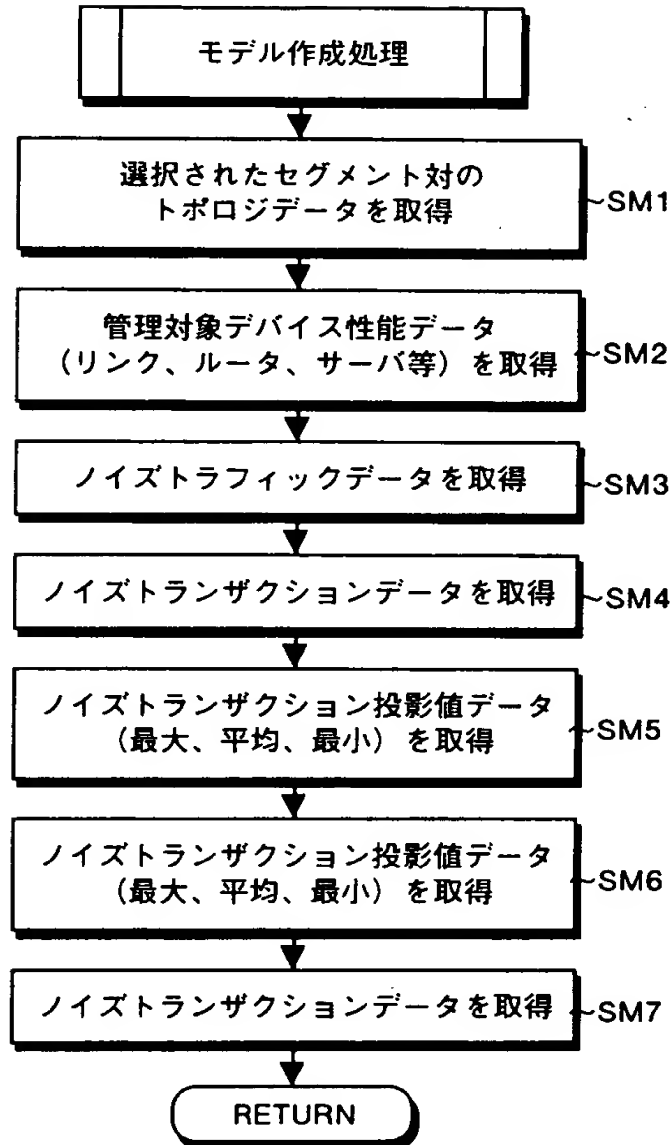 モデル作成処理
選択されたセグメント対の
トポロジデータを取得
SM1
管理対象デバイス性能データ
(リンク、ルータ、サーバ等)を取得
SM2
ノイズトラフィックデータを取得
SM3
ノイズトランザクションデータを取得
SM4
ノイズトランザクション投影値データ
(最大、平均、最小)を取得
SM5
ノイズトランザクション投影値データ
(最大、平均、最小)を取得
SM6
ノイズトランザクションデータを取得
SM7
RETURN